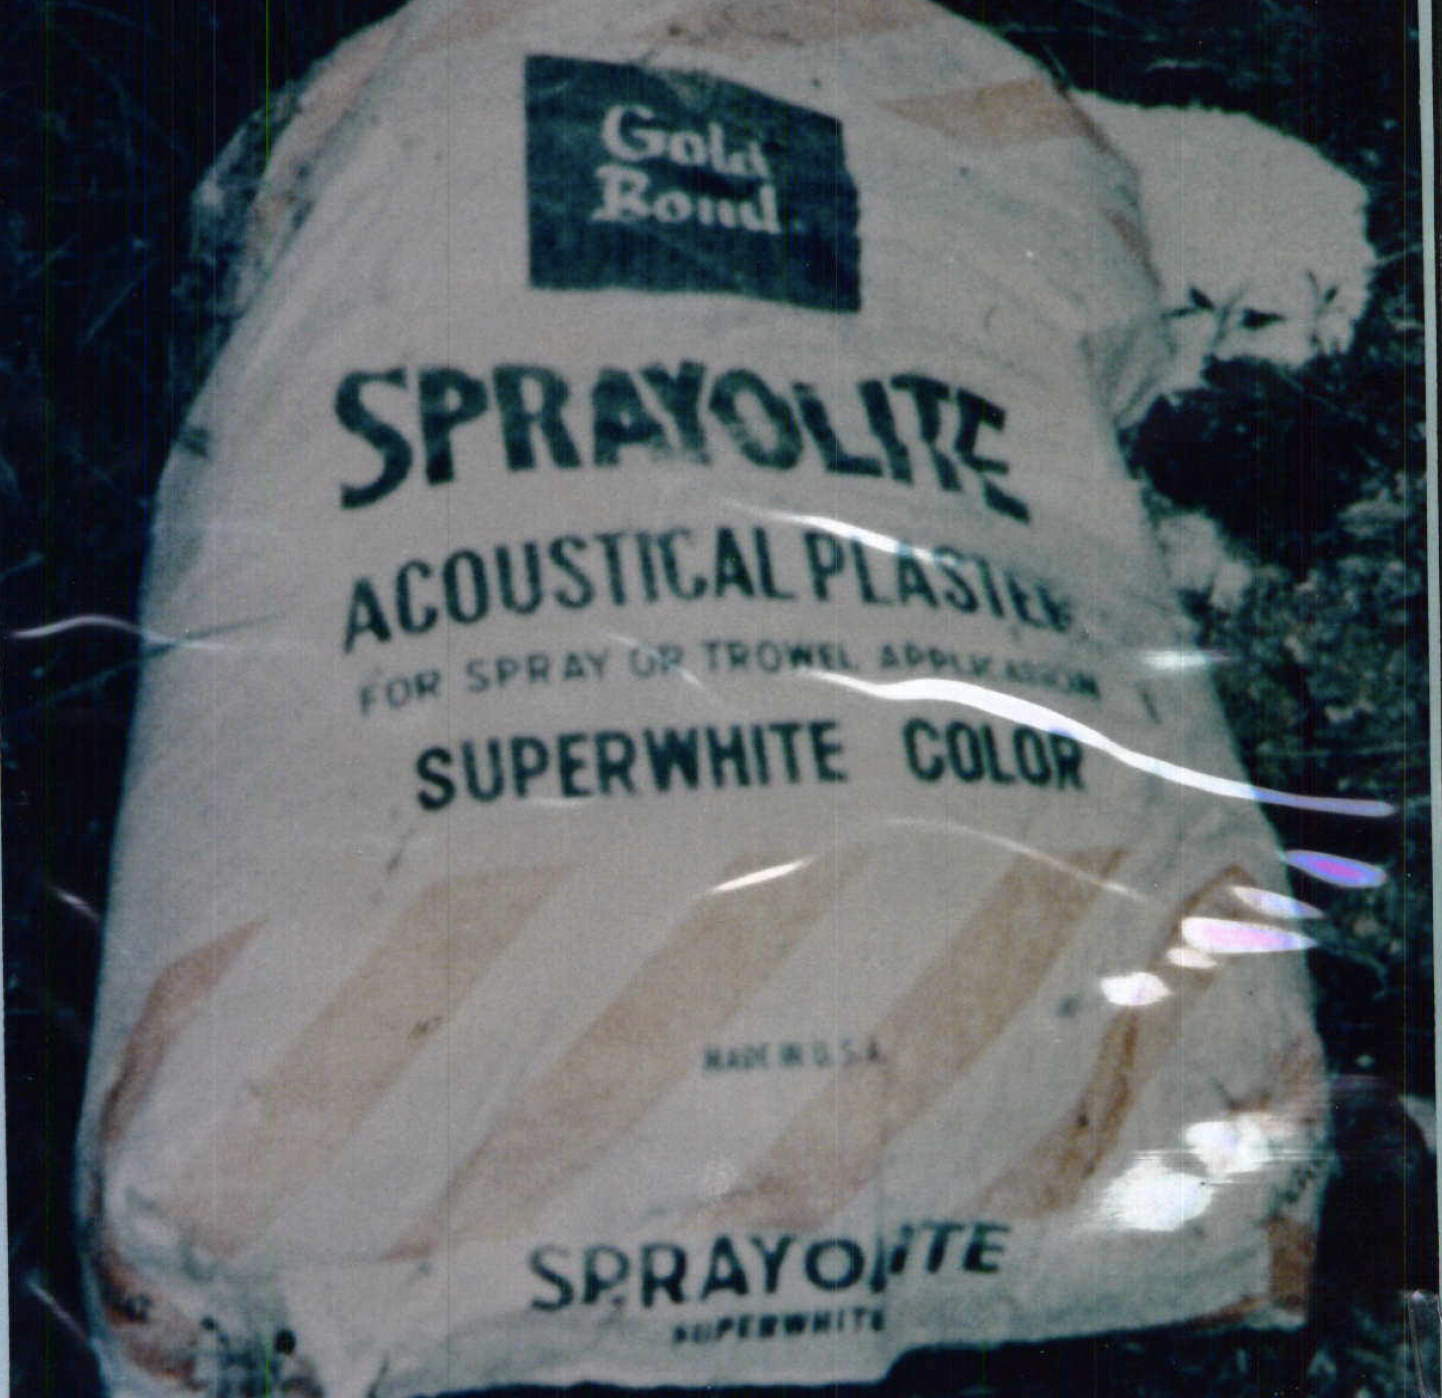 Gold
Bond
SPRAYOLITE
ACOUSTICAL PLASTER
FOR SPRAY OR TROWEL APPLICATION
SUPERWHITE COLOR
MADE IN U.S.A.
SPRAYOLITE
SUPERWHITE